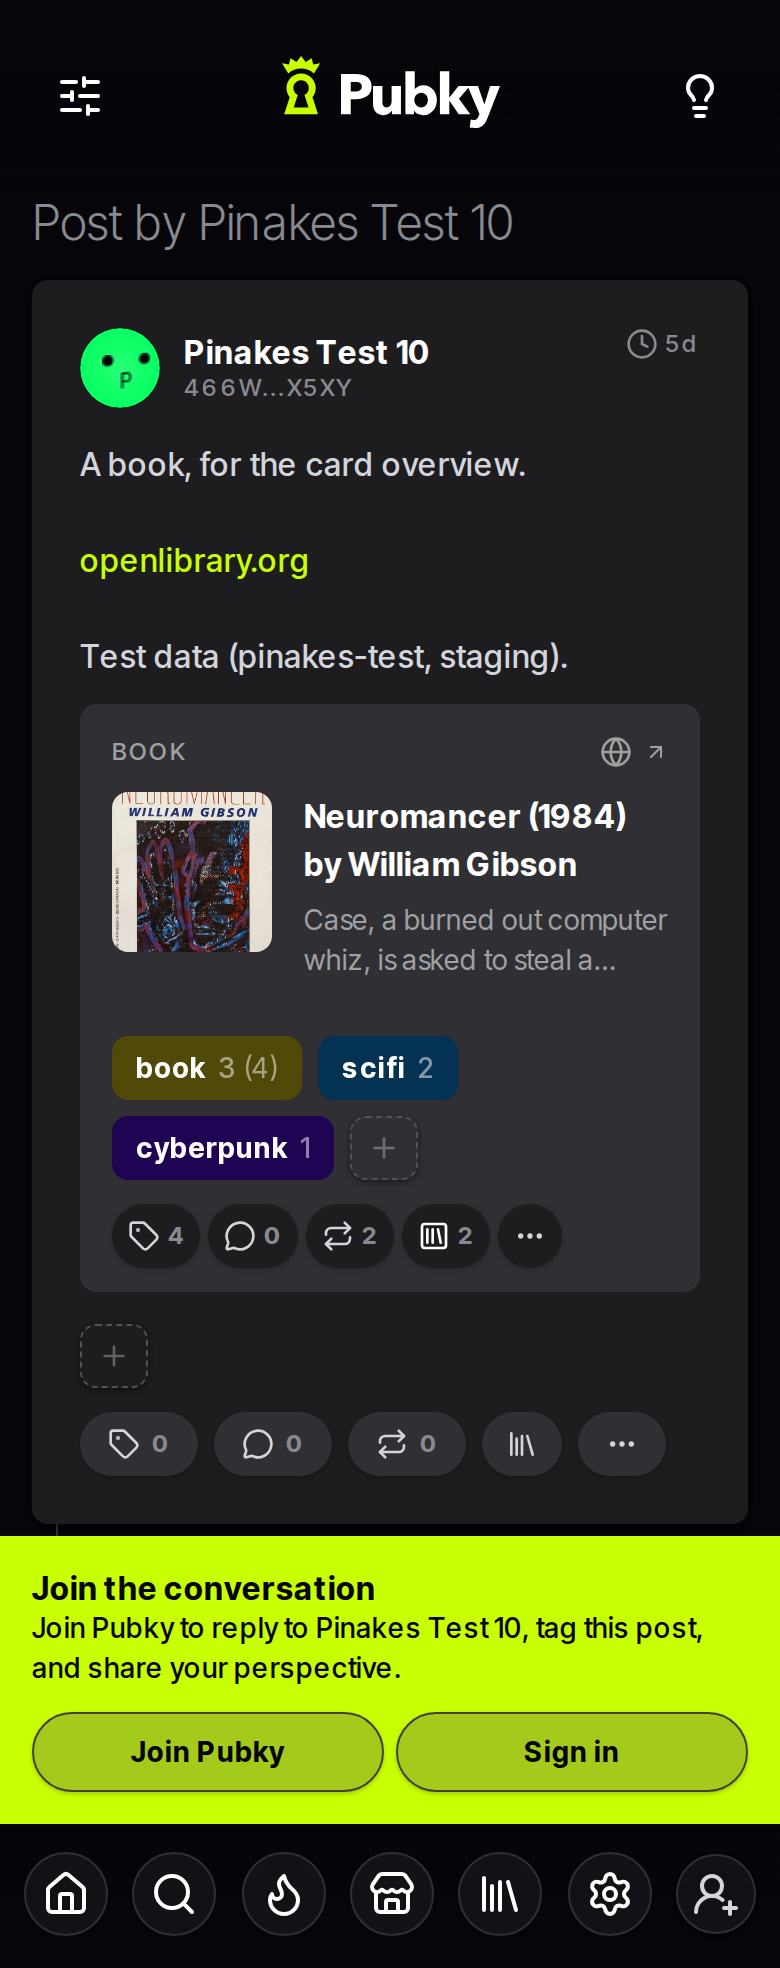 Pubky
Post by Pinakes Test 10
P
Pinakes Test 10
466W...X5XY
5d
A book, for the card overview.
openlibrary.org
Test data (pinakes-test, staging).
BOOK
NEUROMANCER
WILLIAM GIBSON
Neuromancer (1984)
by William Gibson
Case, a burned out computer
whiz, is asked to steal a...
book 3 (4)
scifi 2
cyberpunk 1
4 0 2 2
0 0 0
Join the conversation
Join Pubky to reply to Pinakes Test 10, tag this post,
and share your perspective.
Join Pubky
Sign in